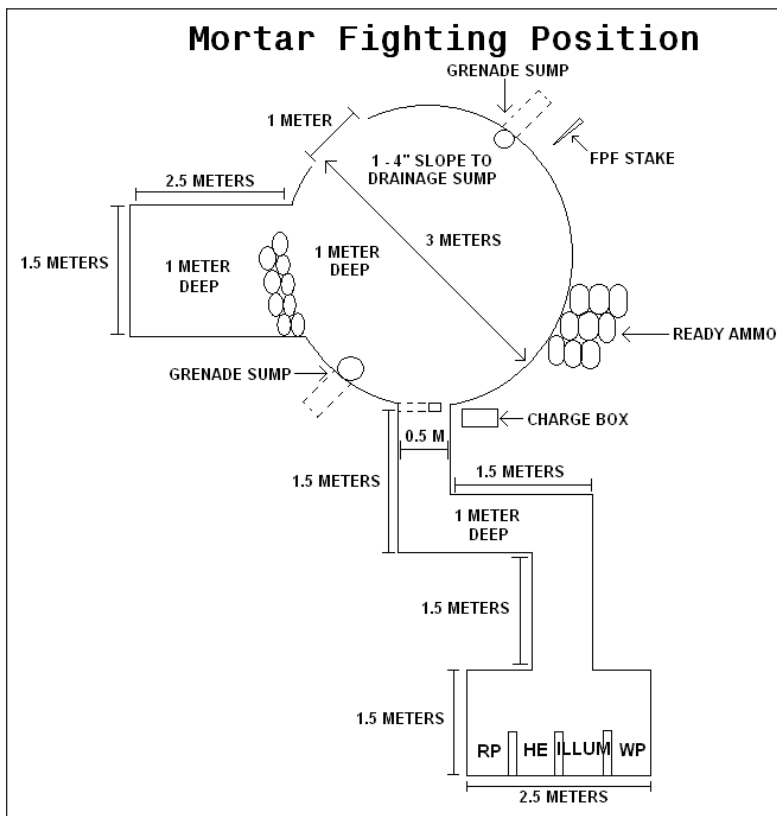 Mortar Fighting Position
GRENADE SUMP
1 METER
FPF STAKE
1 - 4" SLOPE TO
DRAINAGE SUMP
2.5 METERS
3 METERS
1.5 METERS
1 METER
DEEP
1 METER
DEEP
READY AMMO
GRENADE SUMP
CHARGE BOX
0.5 M
1.5 METERS
1.5 METERS
1 METER
DEEP
1.5 METERS
1.5 METERS
RP HE ILLUM WP
2.5 METERS